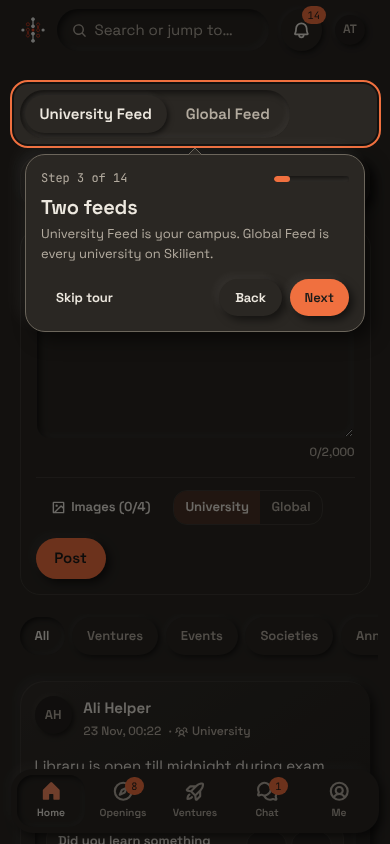 Search or jump to...
14
AT
University Feed
Global Feed
Step 3 of 14
Two feeds
University Feed is your campus. Global Feed is
every university on Skilient.
Skip tour
Back
Next
0/2,000
Images (0/4)
University
Global
Post
All
Ventures
Events
Societies
Ann
AH
Ali Helper
23 Nov, 00:22 · University
Library is open till midnight during exam
8
1
Home
Openings
Ventures
Chat
Me
Did you learn something